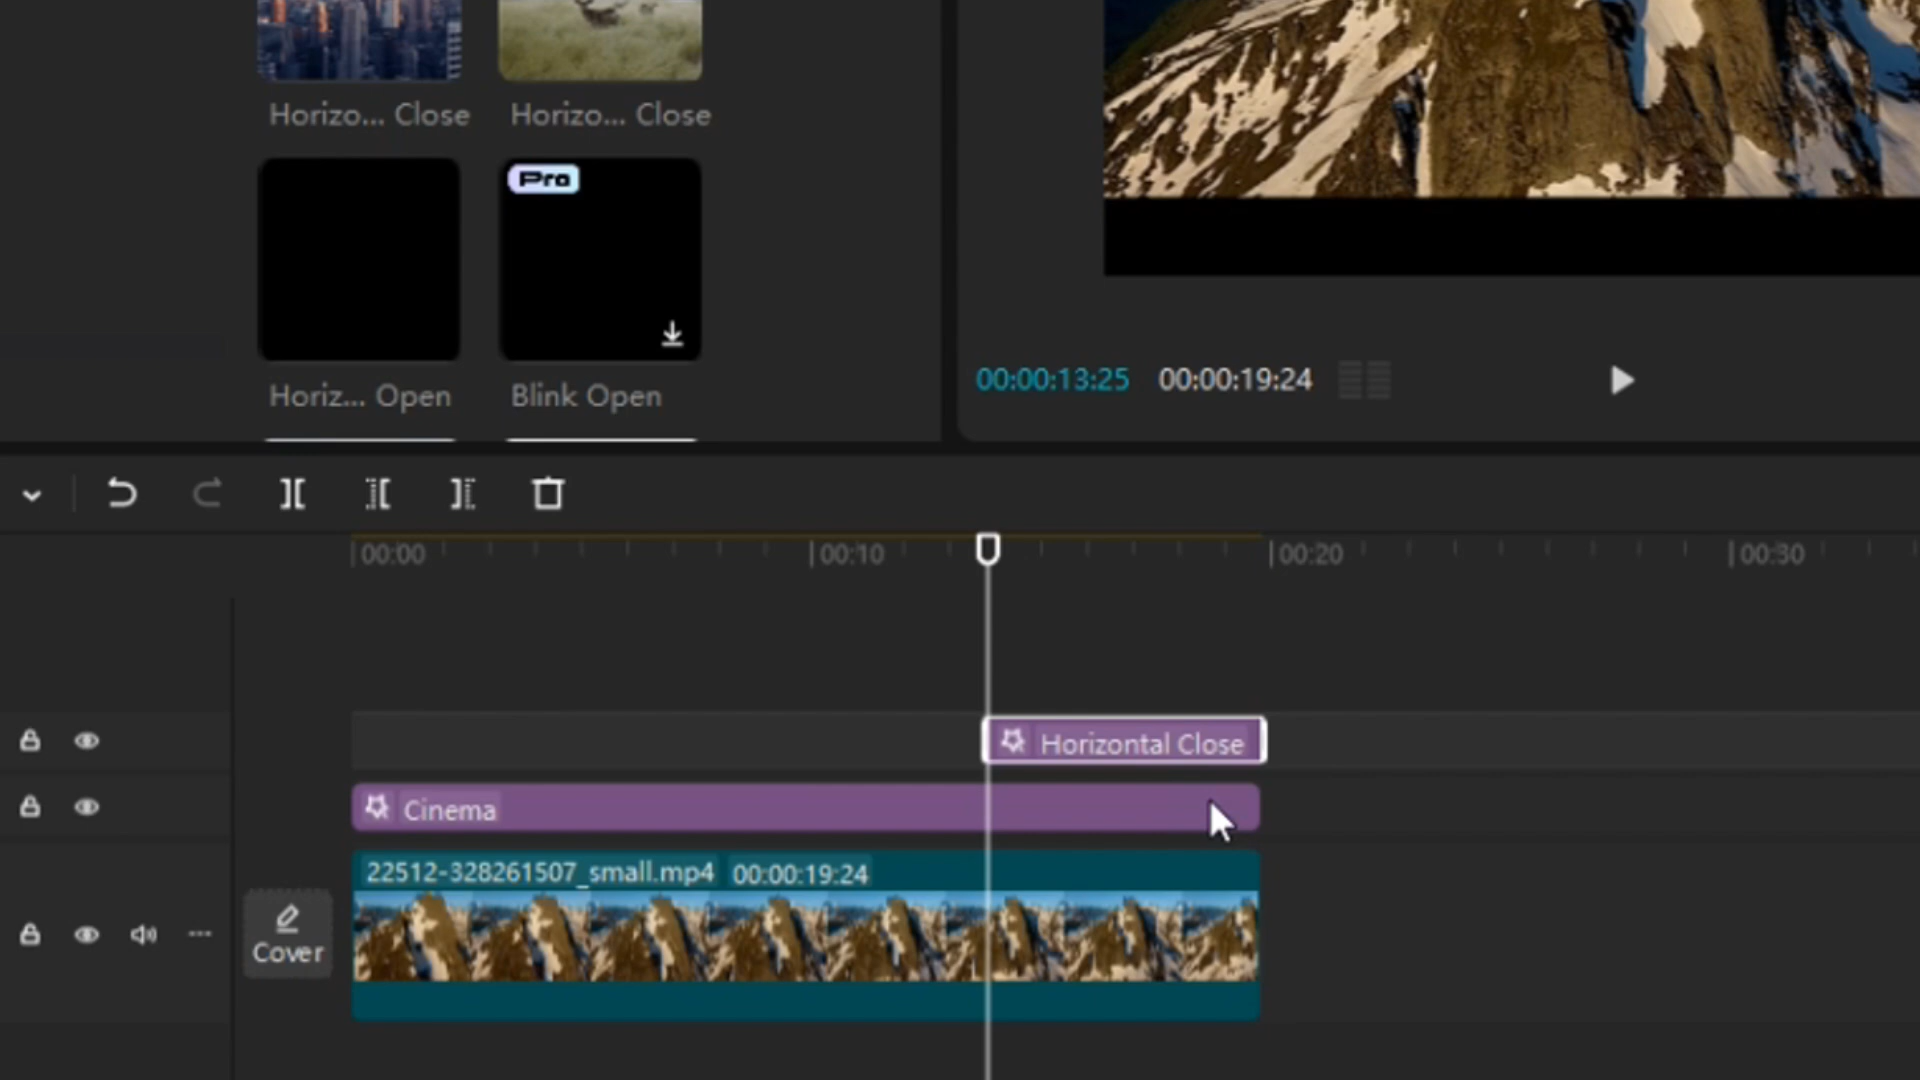 Horizo... Close
Horizo... Close
Pro
Horiz... Open
Blink Open
00:00:13:25
00:00:19:24
00:00
00:10
00:20
00:30
Horizontal Close
Cinema
22512-328261507_small.mp4
00:00:19:24
Cover